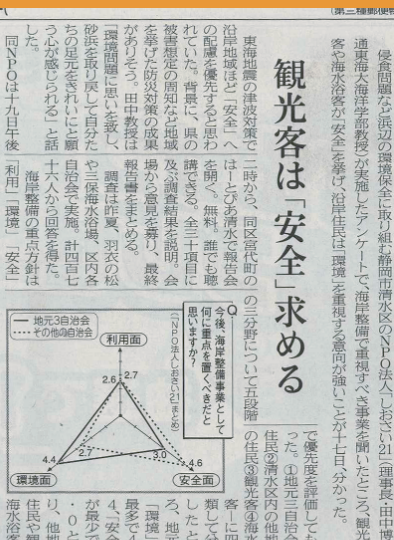 (第三種郵便
侵食問題など浜辺の環境保全に取り組む静岡市清水区のNPO法人「しおさい21」(理事長・田中博
通東海大海洋学部教授)が実施したアンケートで、海岸整備で重視すべき事業を聞いたところ、観光
客や海水浴客が「安全」を挙げ、沿岸住民は「環境」を重視する意向が強いことが十七日、分かった。
観光客は「安全」求める
東海地震の津波対策で
沿岸地域ほど「安全」へ
の配慮を優先すると思わ
れていた。背景に、県の
被害想定の周知など地域
を挙げた防災対策の成果
がありそう。田中教授は
「環境問題に思いを致し、
砂浜を取り戻して自分た
ちの足元をきれいにと願
う心が感じられる」と話
した。
同NPOは十九日午後
二時から、同区宮代町の
はーとぴあ清水で報告会
を開く。無料。誰でも聴
講できる。全三十項目に
及ぶ調査結果を説明。会
場から意見を募り、最終
報告書をまとめる。
調査は昨夏、羽衣の松
や三保海水浴場、区内各
自治会で実施。計四百七
十六人から回答を得た。
海岸整備の重点方針は
「利用」「環境」「安全」
の三分野について五段階
で優先度を評価しても
った。①地元三自治会
住民②清水区内の他地
の住民③観光客④海水
客―に四
類して分
したと
ろ、地元
「環境」
最多で4
4、「安全
が最少で
・0と
り、他地
住民や観
海水浴客
Q
今後、海岸整備事業として
何に重点を置くべきだと
思いますか?
(「NPO法人しおさい21」まとめ)
地元3自治会
その他の自治会
利用面
2.6
2.7
2.7
3.0
4.4
4.6
環境面
安全面